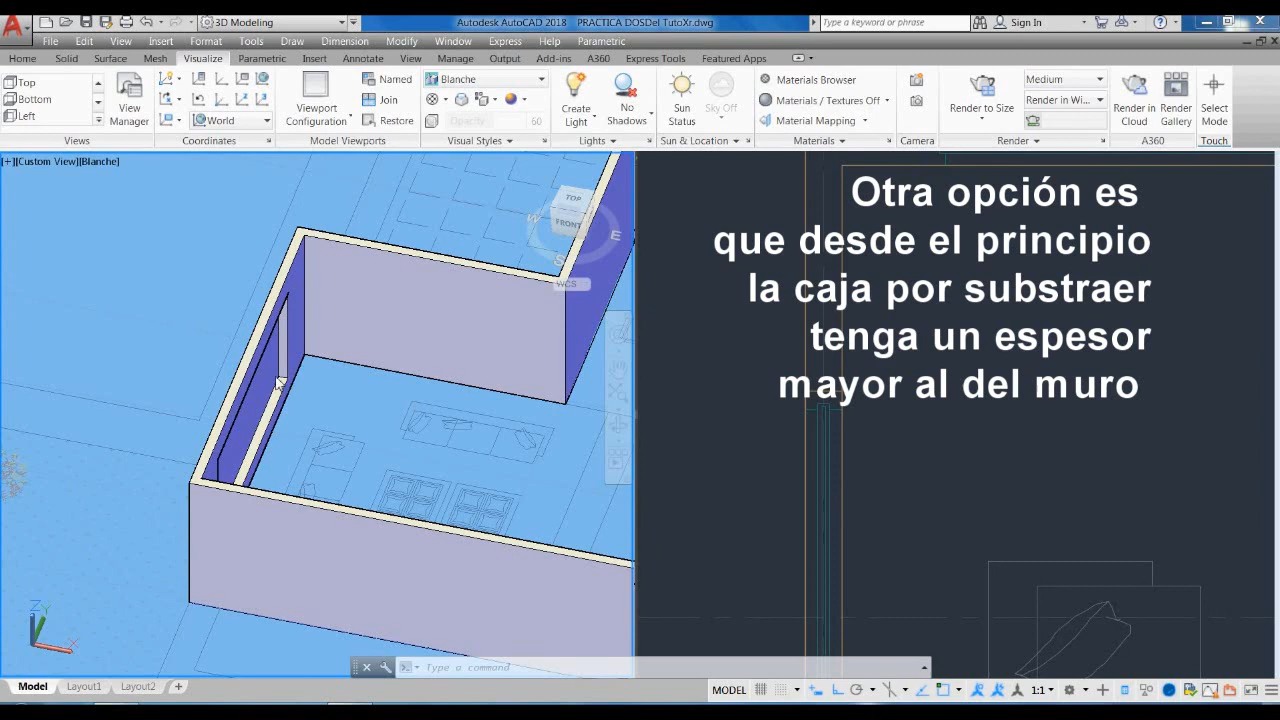 3D Modeling
Autodesk AutoCAD 2018 PRACTICA DOSDel TutoXr.dwg
Type a keyword or phrase
Sign In
File Edit View Insert Format Tools Draw Dimension Modify Window Express Help Parametric
Home Solid Surface Mesh Visualize Parametric Insert Annotate View Manage Output Add-ins A360 Express Tools Featured Apps
Top
Bottom
Left
View
Manager
World
Viewport
Configuration
Named
Join
Restore
Blanche
Opacity 60
Create
Light
No
Shadows
Sun
Status
Sky Off
Materials Browser
Materials / Textures Off
Material Mapping
Render to Size
Medium
Render in Wi...
Render in
Cloud
Render
Gallery
Select
Mode
Views Coordinates Model Viewports Visual Styles Lights Sun & Location Materials Camera Render A360 Touch
[+][Custom View][Blanche]
TOP
FRONT
W
E
S
WCS
Otra opción es
que desde el principio
la caja por substraer
tenga un espesor
mayor al del muro
Z
Y
X
Type a command
Model Layout1 Layout2 +
MODEL
1:1